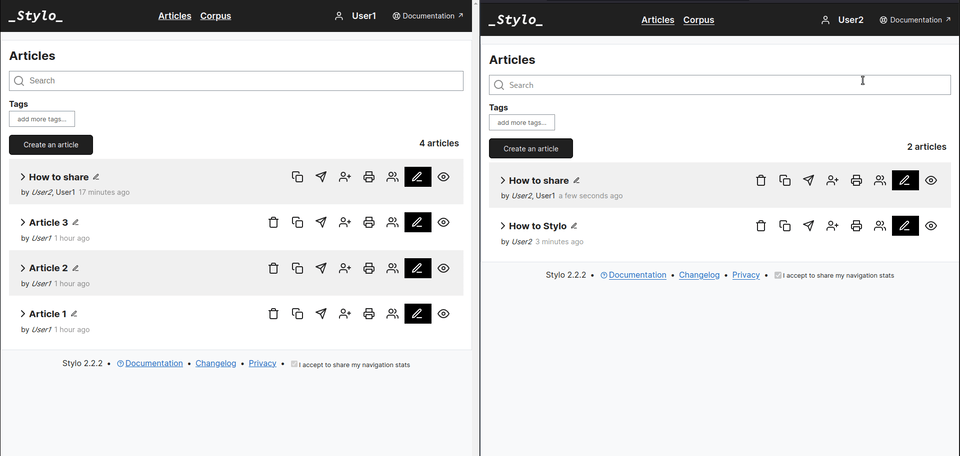 _Stylo_ Articles Corpus User1 Documentation ↗
Articles
Search
Tags
add more tags...
Create an article 4 articles
How to share
by User2, User1 17 minutes ago
Article 3
by User1 1 hour ago
Article 2
by User1 1 hour ago
Article 1
by User1 1 hour ago
Stylo 2.2.2 • Documentation • Changelog • Privacy • I accept to share my navigation stats
_Stylo_ Articles Corpus User2 Documentation ↗
Articles
Search
Tags
add more tags...
Create an article 2 articles
How to share
by User2, User1 a few seconds ago
How to Stylo
by User2 3 minutes ago
Stylo 2.2.2 • Documentation • Changelog • Privacy • I accept to share my navigation stats